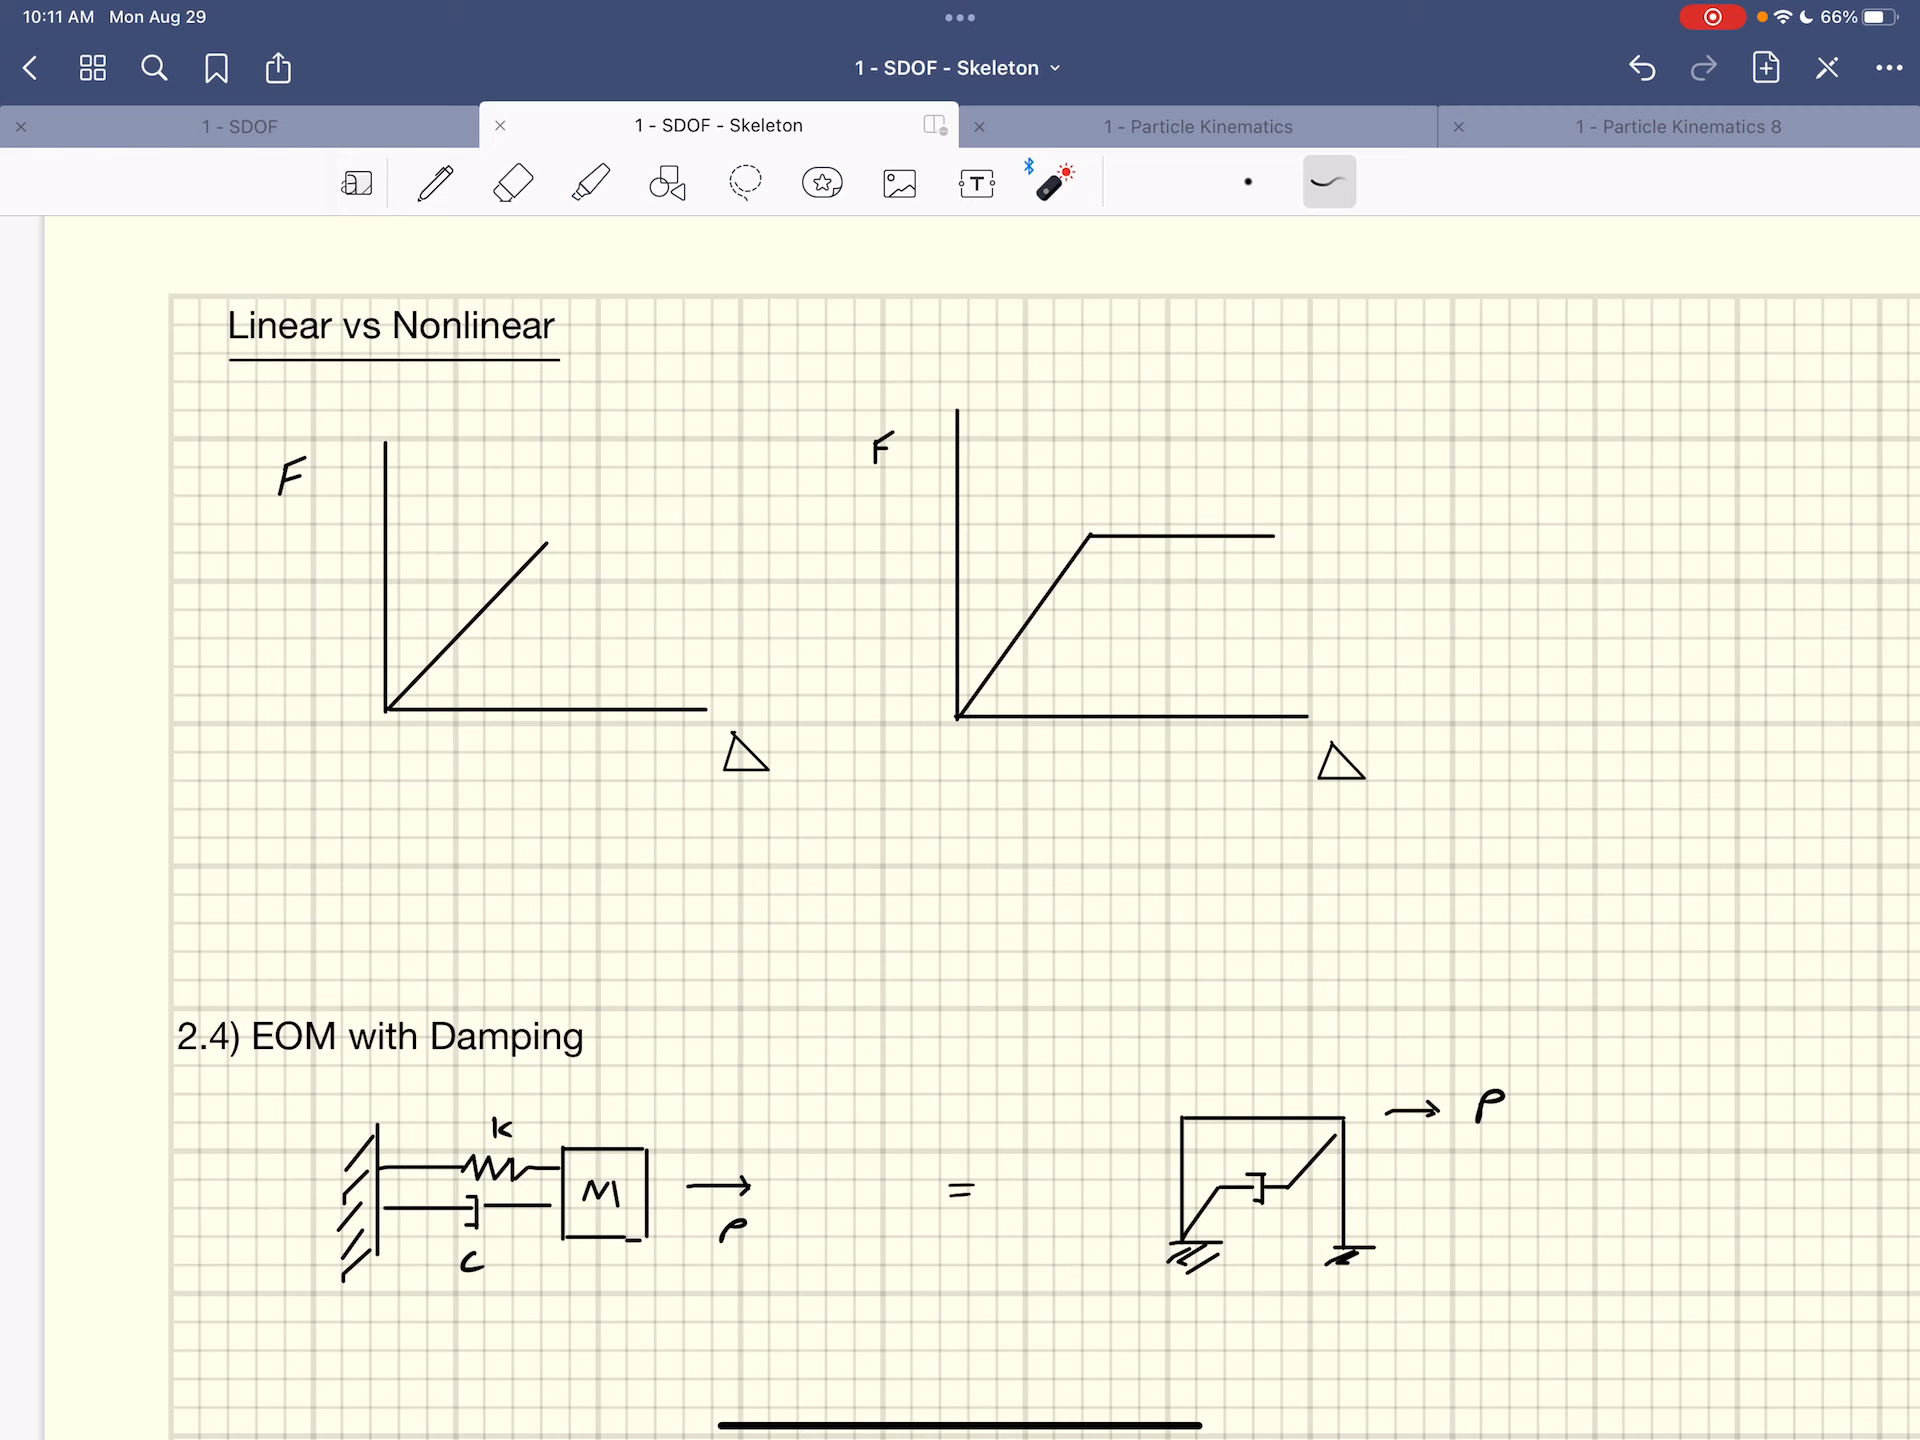 10:11 AM Mon Aug 29
66%
1 - SDOF - Skeleton
1 - SDOF
1 - SDOF - Skeleton
1 - Particle Kinematics
1 - Particle Kinematics 8
a
T
Linear vs Nonlinear
F
F
Δ
Δ
2.4) EOM with Damping
k
M
C
P
=
P